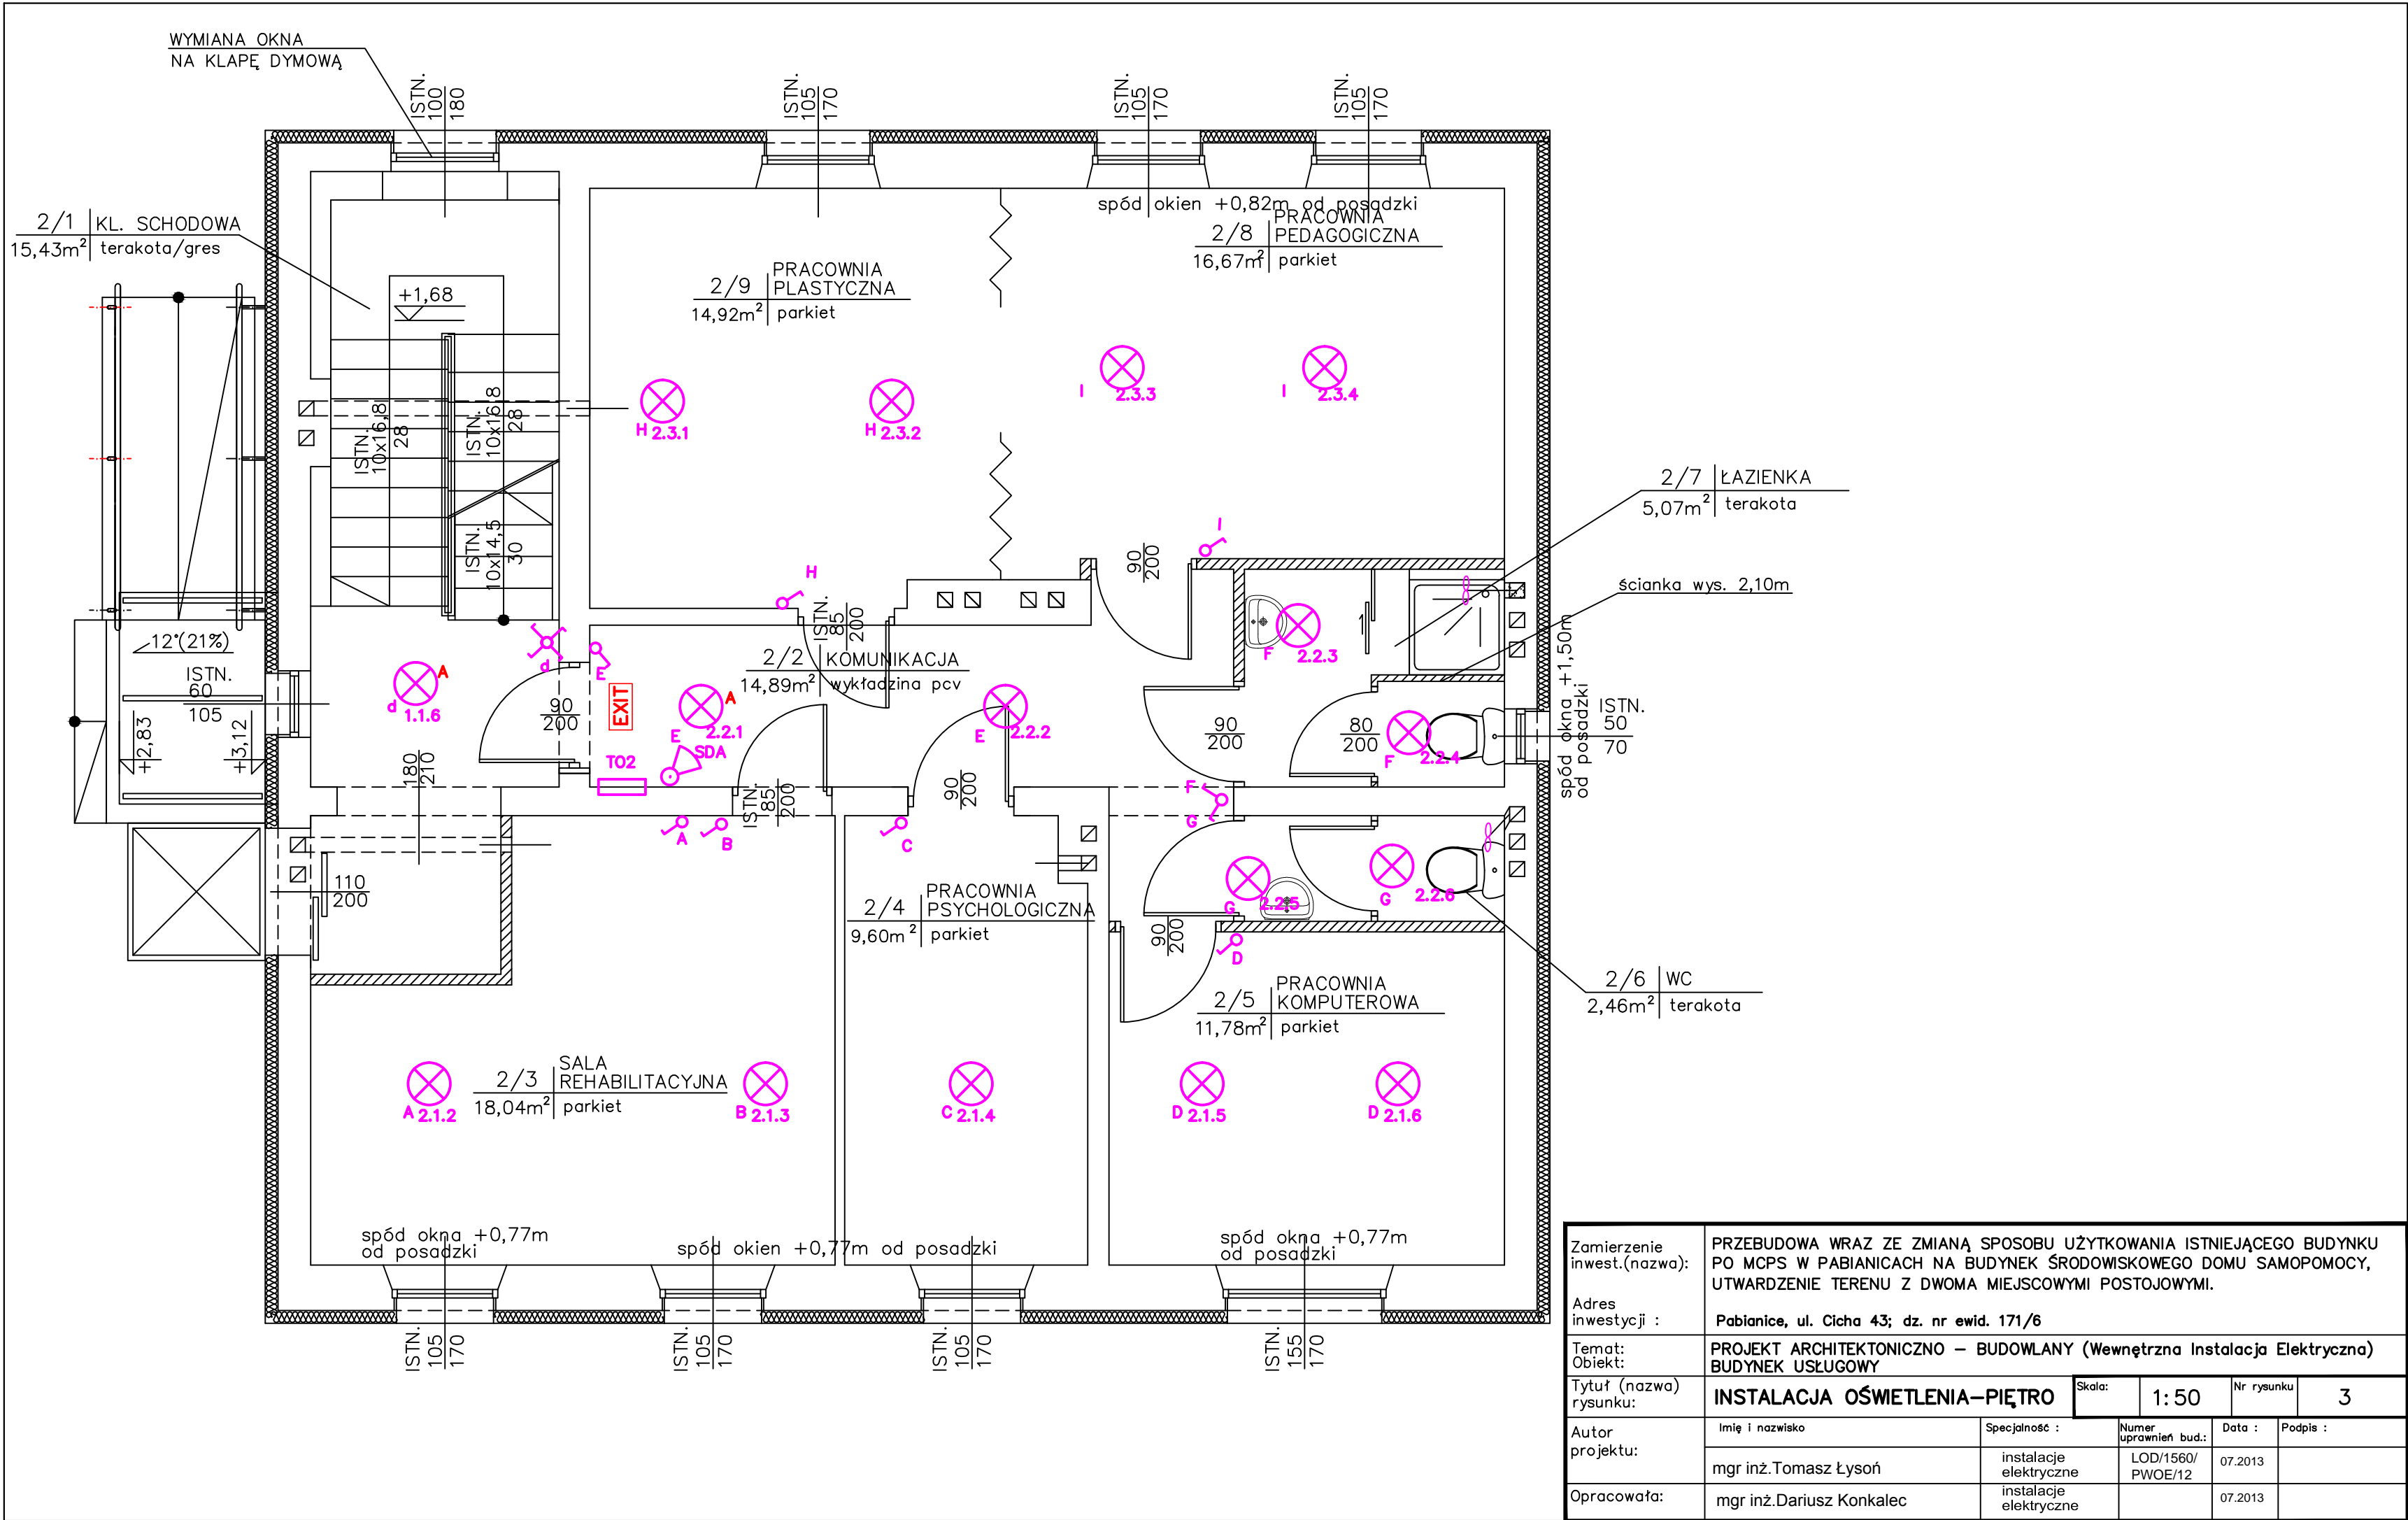 WYMIANA OKNA
NA KLAPĘ DYMOWĄ
ISTN.
100
180
ISTN.
105
170
ISTN.
105
170
ISTN.
105
170
2/1 KL. SCHODOWA
15,43m² terakota/gres
spód okien +0,82m od posadzki
2/8 PRACOWNIA
PEDAGOGICZNA
16,67m² parkiet
2/9 PRACOWNIA
PLASTYCZNA
14,92m² parkiet
+1,68
I 2.3.3
I 2.3.4
H 2.3.1
H 2.3.2
ISTN.
10x16,8
28
ISTN.
10x16,8
28
ISTN.
10x14,5
30
2/7 ŁAZIENKA
5,07m² terakota
I
90
200
H
ISTN.
85
200
ścianka wys. 2,10m
12°(21%)
ISTN.
60
105
+2,83
+3,12
d
E
A
d 1.1.6
90
200
EXIT
A
E 2.2.1
SDA
TO2
2/2 KOMUNIKACJA
14,89m² wykładzina pcv
E 2.2.2
F 2.2.3
90
200
80
200
F 2.2.4
spód okna +1,50m
od posadzki
ISTN.
50
70
180
210
ISTN.
85
200
90
200
F
G
A
B
C
110
200
2/4 PRACOWNIA
PSYCHOLOGICZNA
9,60m² parkiet
G 2.2.5
G 2.2.6
90
200
D
2/6 WC
2,46m² terakota
2/5 PRACOWNIA
KOMPUTEROWA
11,78m² parkiet
2/3 SALA
REHABILITACYJNA
18,04m² parkiet
A 2.1.2
B 2.1.3
C 2.1.4
D 2.1.5
D 2.1.6
spód okna +0,77m
od posadzki
spód okien +0,77m od posadzki
spód okna +0,77m
od posadzki
ISTN.
105
170
ISTN.
105
170
ISTN.
105
170
ISTN.
155
170
Zamierzenie
inwest.(nazwa):
PRZEBUDOWA WRAZ ZE ZMIANĄ SPOSOBU UŻYTKOWANIA ISTNIEJĄCEGO BUDYNKU
PO MCPS W PABIANICACH NA BUDYNEK ŚRODOWISKOWEGO DOMU SAMOPOMOCY,
UTWARDZENIE TERENU Z DWOMA MIEJSCOWYMI POSTOJOWYMI.
Adres
inwestycji :
Pabianice, ul. Cicha 43; dz. nr ewid. 171/6
Temat:
Obiekt:
PROJEKT ARCHITEKTONICZNO – BUDOWLANY (Wewnętrzna Instalacja Elektryczna)
BUDYNEK USŁUGOWY
Tytuł (nazwa)
rysunku:
INSTALACJA OŚWIETLENIA–PIĘTRO
Skala:
1:50
Nr rysunku
3
Autor
projektu:
Imię i nazwisko
Specjalność :
Numer
uprawnień bud.:
Data :
Podpis :
mgr inż.Tomasz Łysoń
instalacje
elektryczne
LOD/1560/
PWOE/12
07.2013
Opracowała:
mgr inż.Dariusz Konkalec
instalacje
elektryczne
07.2013